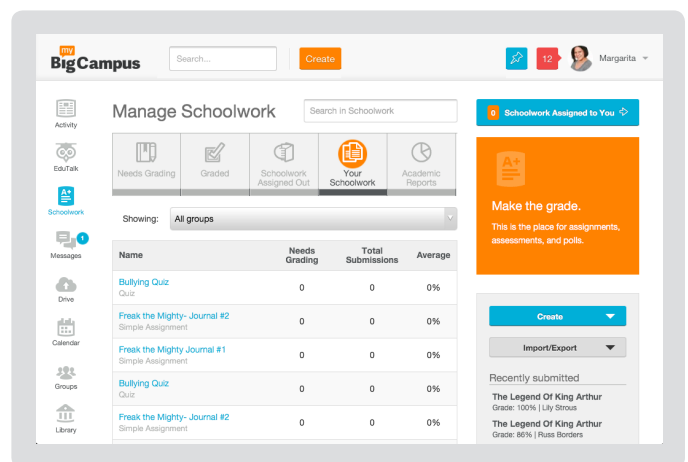 my
BigCampus
Search...
Create
12
Margarita
Activity
EduTalk
A+
Schoolwork
1
Messages
Drive
Calendar
Groups
Library
Manage Schoolwork
Search in Schoolwork
Needs Grading
Graded
Schoolwork
Assigned Out
Your
Schoolwork
Academic
Reports
Showing:
All groups
Name
Needs
Grading
Total
Submissions
Average
Bullying Quiz
Quiz
0
0
0%
Freak the Mighty- Journal #2
Simple Assignment
0
0
0%
Freak the Mighty Journal #1
Simple Assignment
0
0
0%
Bullying Quiz
Quiz
0
0
0%
Freak the Mighty- Journal #2
Simple Assignment
0
0
0%
0 Schoolwork Assigned to You
A+
Make the grade.
This is the place for assignments,
assessments, and polls.
Create
Import/Export
Recently submitted
The Legend Of King Arthur
Grade: 100% | Lily Strous
The Legend Of King Arthur
Grade: 86% | Russ Borders